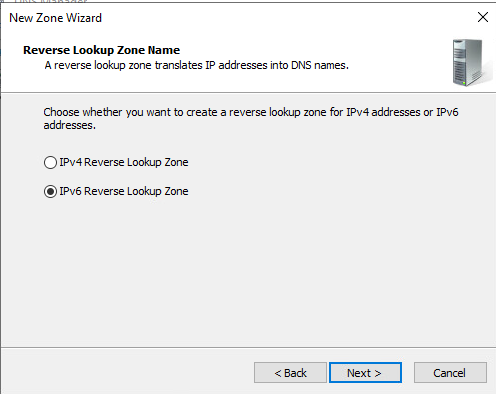 New Zone Wizard
Reverse Lookup Zone Name
A reverse lookup zone translates IP addresses into DNS names.
Choose whether you want to create a reverse lookup zone for IPv4 addresses or IPv6
addresses.
IPv4 Reverse Lookup Zone
IPv6 Reverse Lookup Zone
< Back
Next >
Cancel